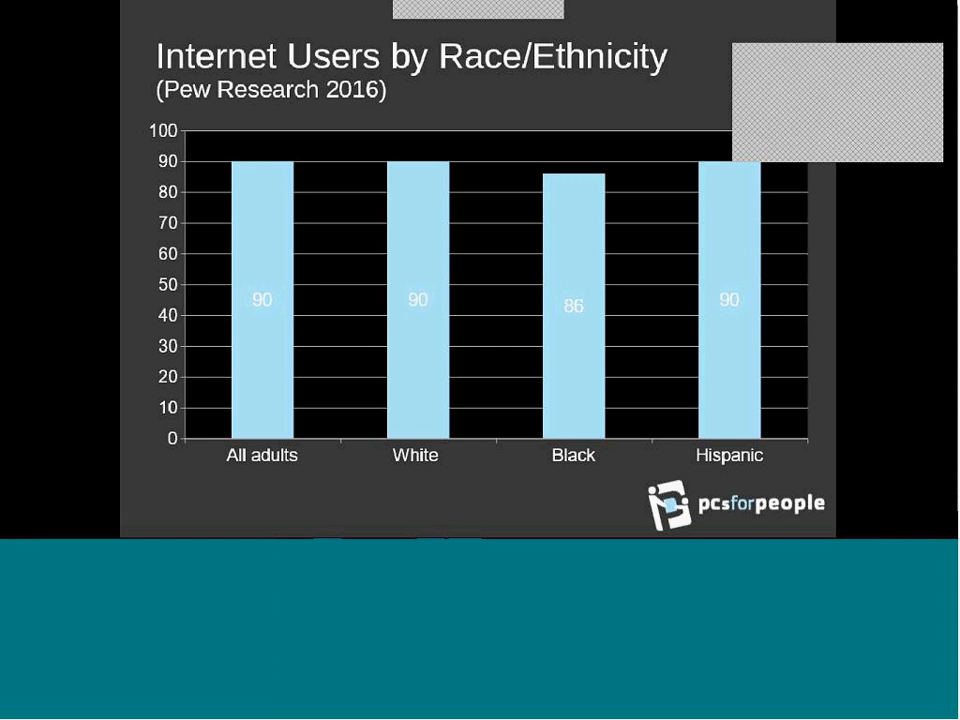 Internet Users by Race/Ethnicity
(Pew Research 2016)
100
90
80
70
60
50
40
30
20
10
0
90
90
86
90
All adults
White
Black
Hispanic
pcsforpeople